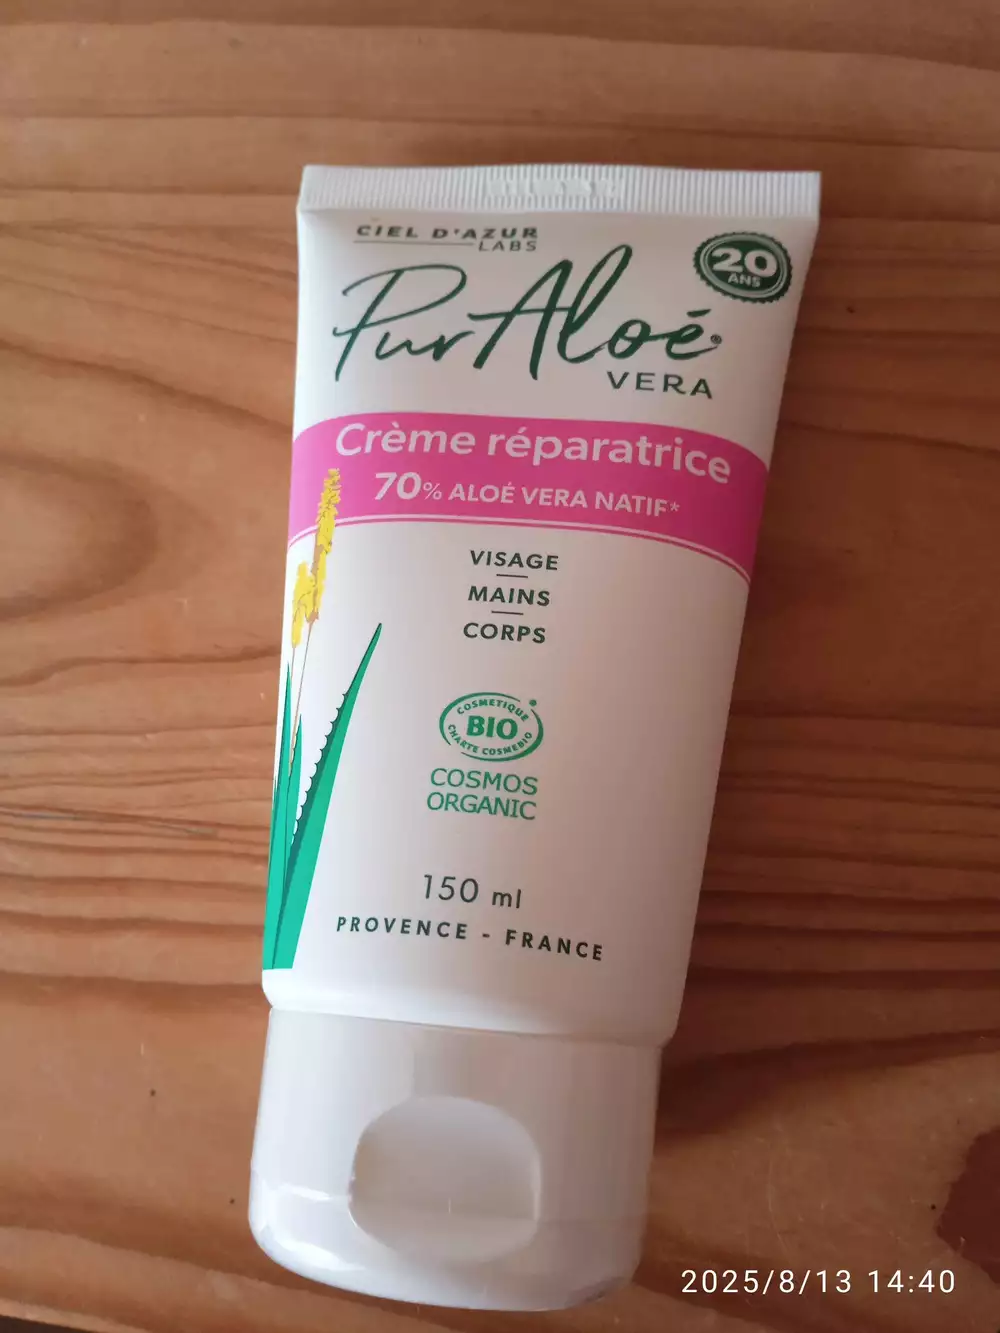 CIEL D'AZUR
LABS
20
ANS
PurAloé®
VERA
Crème réparatrice
70% ALOÉ VERA NATIF*
VISAGE
MAINS
CORPS
COSMETIQUE
BIO
CHARTE COSMEBIO
COSMOS
ORGANIC
150 ml
PROVENCE - FRANCE
2025/8/13 14:40